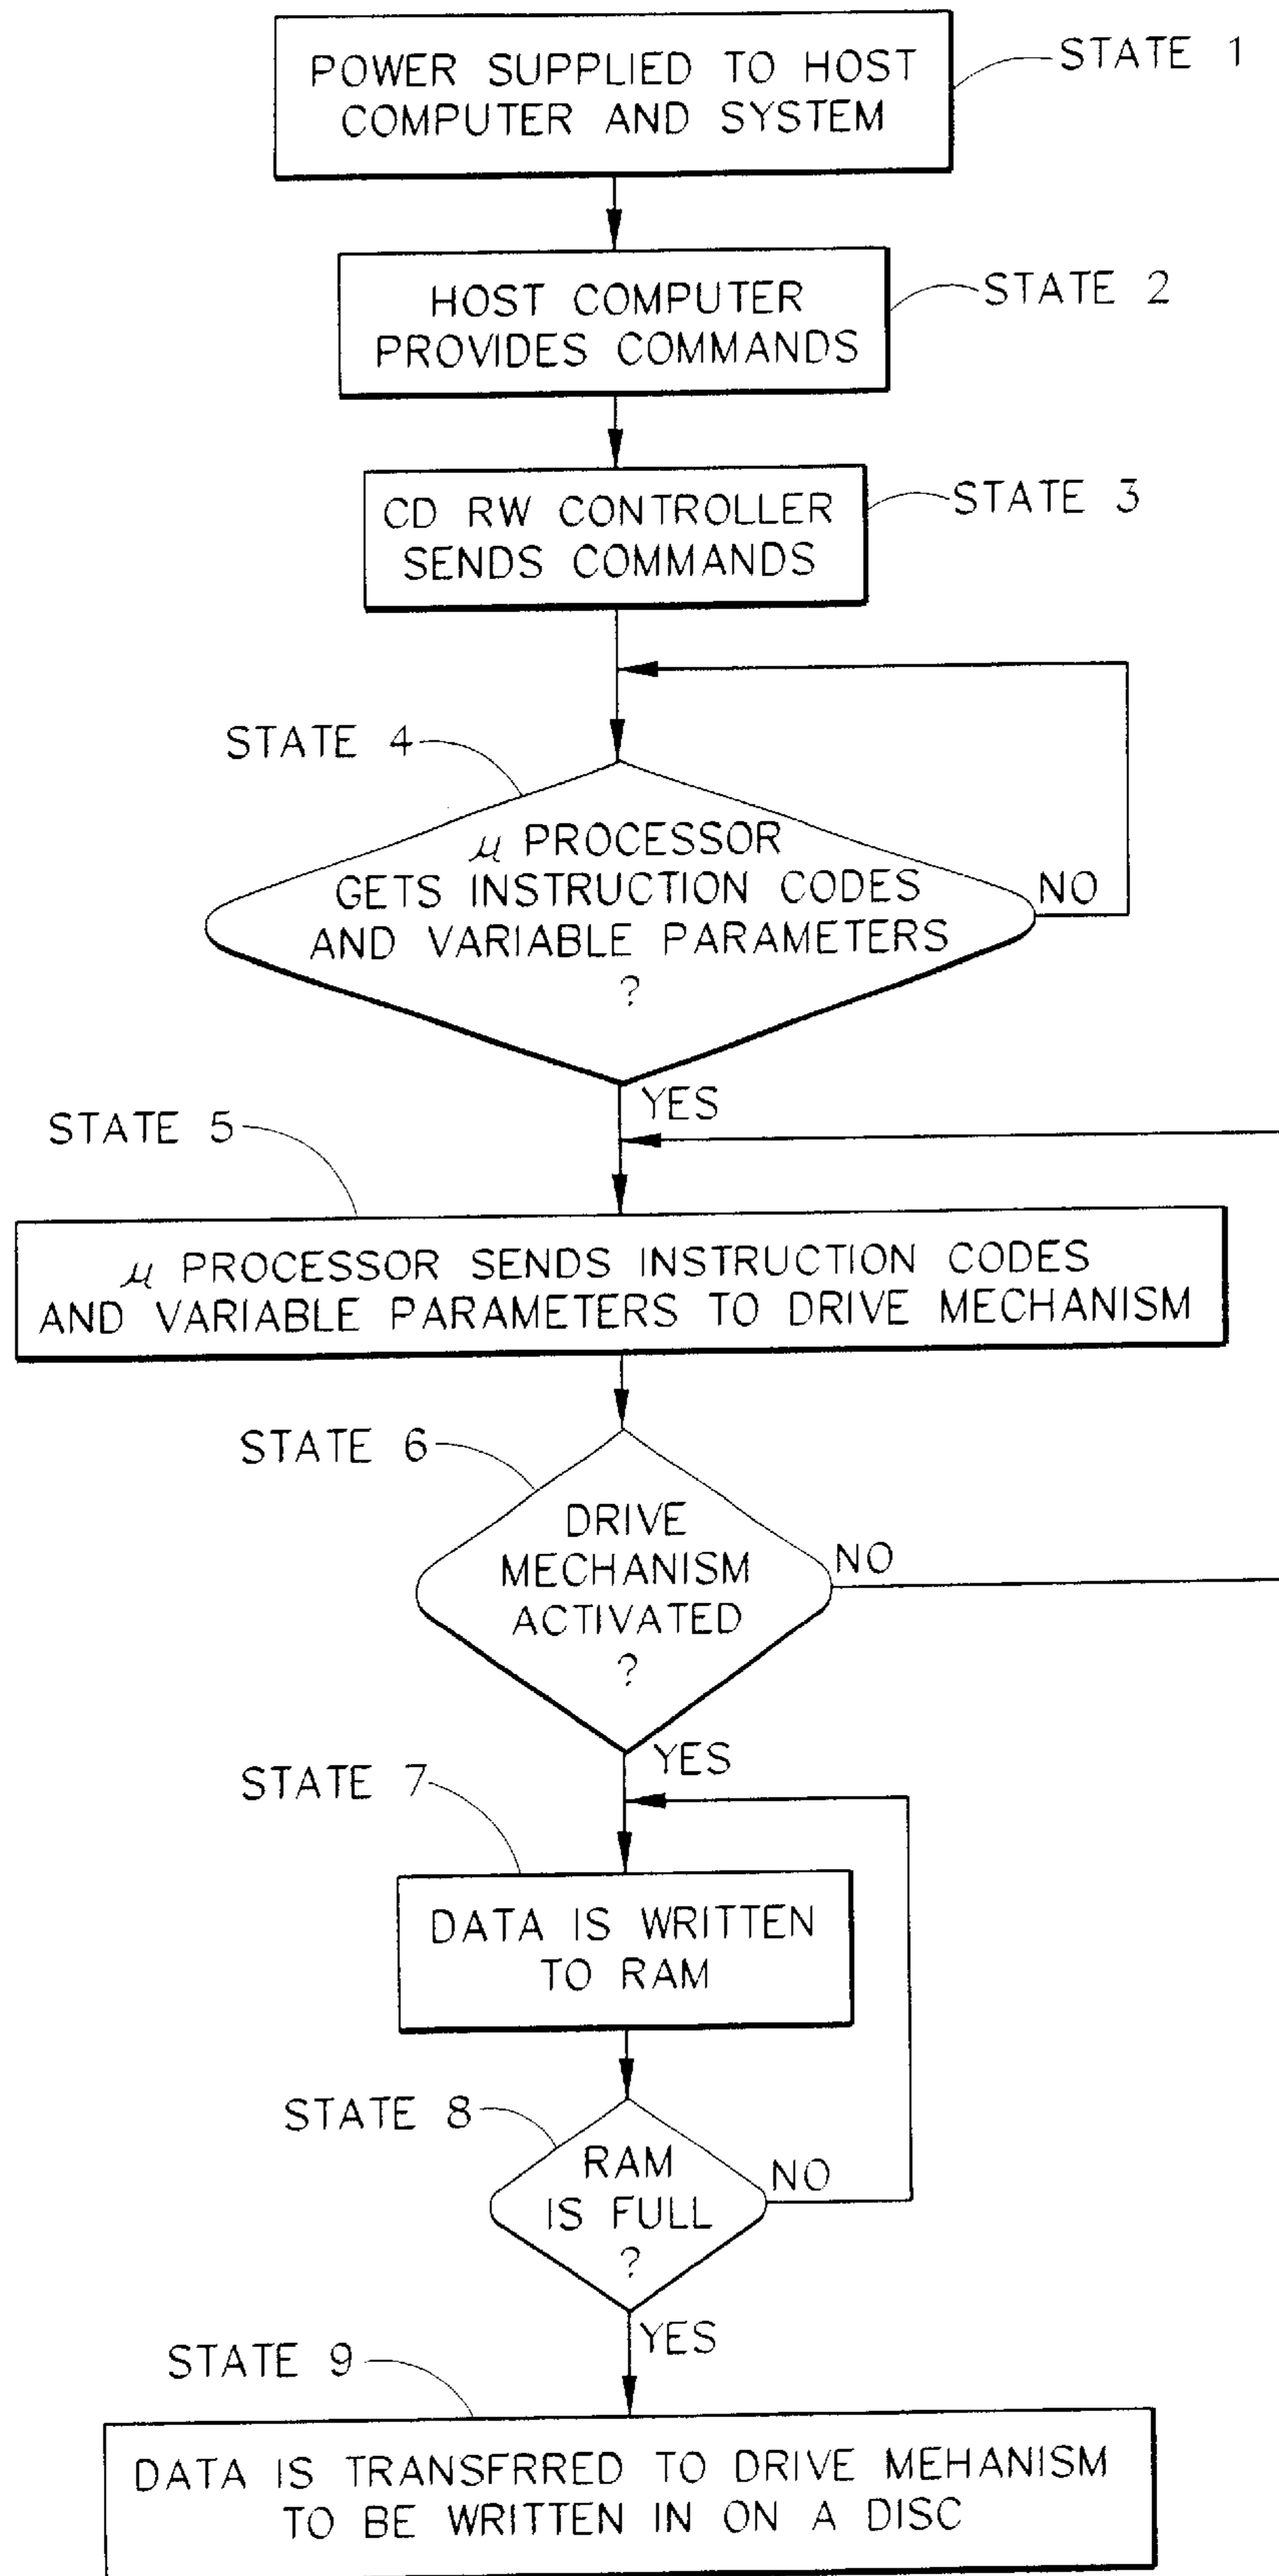 POWER SUPPLIED TO HOST
COMPUTER AND SYSTEM
STATE 1
HOST COMPUTER
PROVIDES COMMANDS
STATE 2
CD RW CONTROLLER
SENDS COMMANDS
STATE 3
STATE 4
μ PROCESSOR
GETS INSTRUCTION CODES
AND VARIABLE PARAMETERS
?
NO
YES
STATE 5
μ PROCESSOR SENDS INSTRUCTION CODES
AND VARIABLE PARAMETERS TO DRIVE MECHANISM
STATE 6
DRIVE
MECHANISM
ACTIVATED
?
NO
YES
STATE 7
DATA IS WRITTEN
TO RAM
STATE 8
RAM
IS FULL
?
NO
YES
STATE 9
DATA IS TRANSFRRED TO DRIVE MEHANISM
TO BE WRITTEN IN ON A DISC